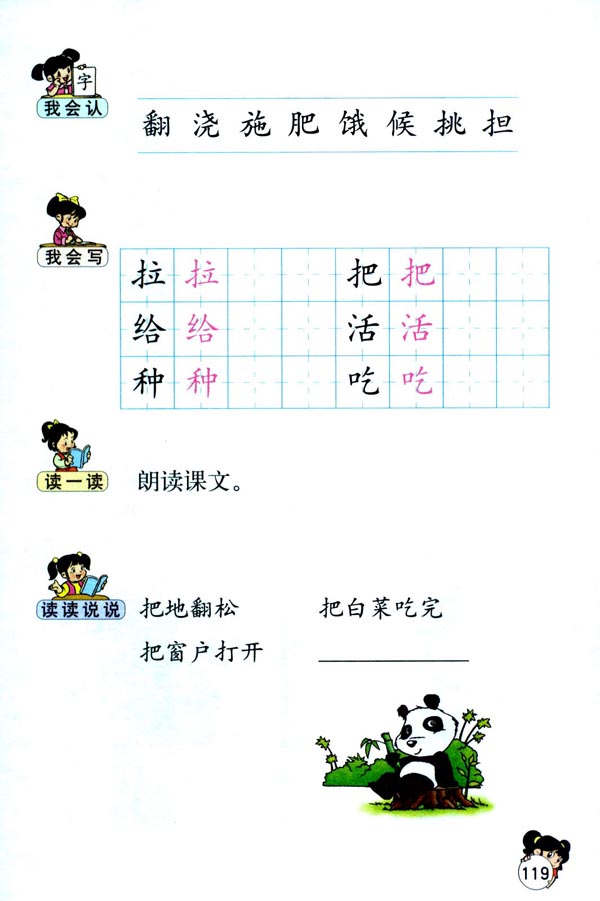 字
我会认
翻 浇 施 肥 饿 候 挑 担
我会写
拉 拉 把 把
给 给 活 活
种 种 吃 吃
读一读
朗读课文。
读读说说
把地翻松 把白菜吃完
把窗户打开
119